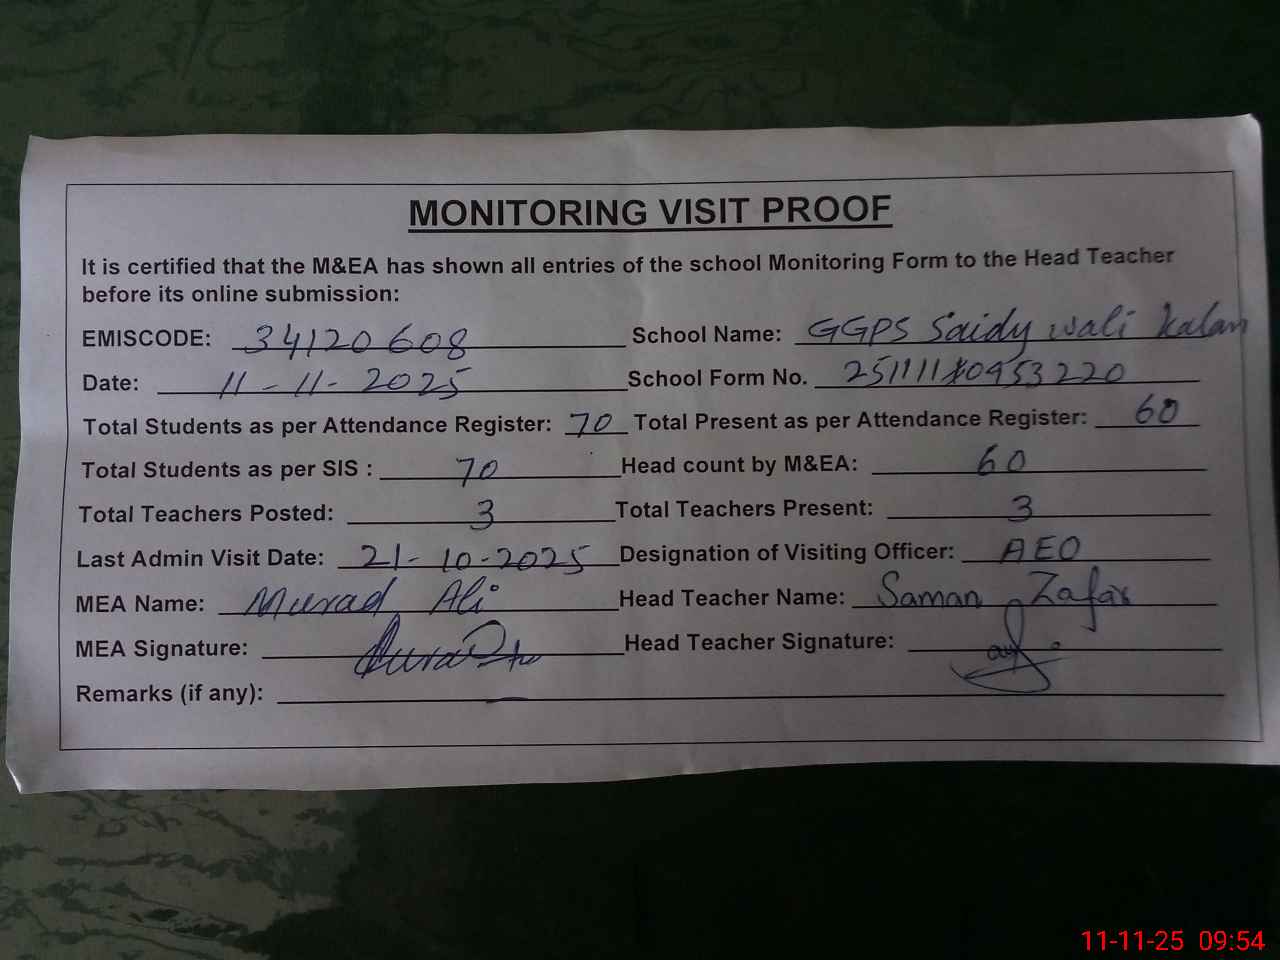 MONITORING VISIT PROOF
It is certified that the M&EA has shown all entries of the school Monitoring Form to the Head Teacher
before its online submission:
EMISCODE: 34120608 School Name: GGPS Saidy wali Kalan
Date: 11-11-2025 School Form No. 2511110953220
Total Students as per Attendance Register: 70 Total Present as per Attendance Register: 60
Total Students as per SIS : 70 Head count by M&EA: 60
Total Teachers Posted: 3 Total Teachers Present: 3
Last Admin Visit Date: 21-10-2025 Designation of Visiting Officer: AEO
MEA Name: Murad Ali Head Teacher Name: Saman Zafar
MEA Signature: Head Teacher Signature:
Remarks (if any): —
11-11-25 09:54